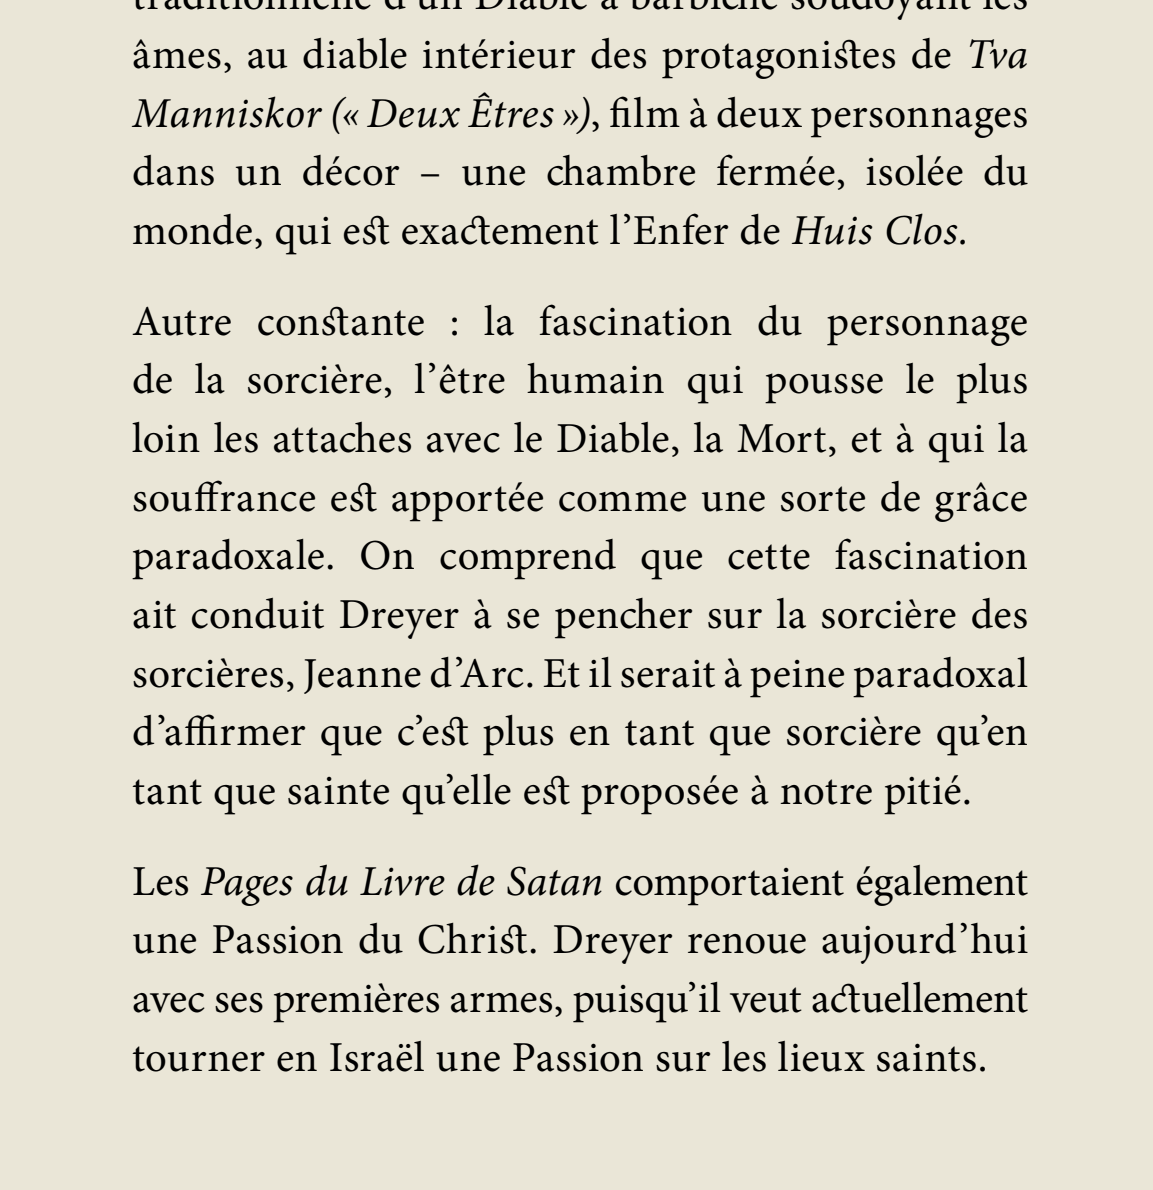 traditionnelle d’un Diable à barbiche soudoyant les
âmes, au diable intérieur des protagonistes de Tva
Manniskor (« Deux Êtres »), film à deux personnages
dans un décor – une chambre fermée, isolée du
monde, qui est exactement l’Enfer de Huis Clos.
Autre constante : la fascination du personnage
de la sorcière, l’être humain qui pousse le plus
loin les attaches avec le Diable, la Mort, et à qui la
souffrance est apportée comme une sorte de grâce
paradoxale. On comprend que cette fascination
ait conduit Dreyer à se pencher sur la sorcière des
sorcières, Jeanne d’Arc. Et il serait à peine paradoxal
d’affirmer que c’est plus en tant que sorcière qu’en
tant que sainte qu’elle est proposée à notre pitié.
Les Pages du Livre de Satan comportaient également
une Passion du Christ. Dreyer renoue aujourd’hui
avec ses premières armes, puisqu’il veut actuellement
tourner en Israël une Passion sur les lieux saints.